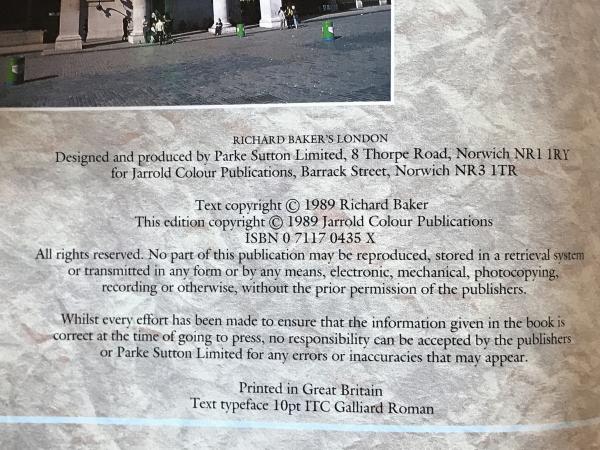 RICHARD BAKER'S LONDON
Designed and produced by Parke Sutton Limited, 8 Thorpe Road, Norwich NR1 1RY
for Jarrold Colour Publications, Barrack Street, Norwich NR3 1TR
Text copyright © 1989 Richard Baker
This edition copyright © 1989 Jarrold Colour Publications
ISBN 0 7117 0435 X
All rights reserved. No part of this publication may be reproduced, stored in a retrieval system
or transmitted in any form or by any means, electronic, mechanical, photocopying,
recording or otherwise, without the prior permission of the publishers.
Whilst every effort has been made to ensure that the information given in the book is
correct at the time of going to press, no responsibility can be accepted by the publishers
or Parke Sutton Limited for any errors or inaccuracies that may appear.
Printed in Great Britain
Text typeface 10pt ITC Galliard Roman